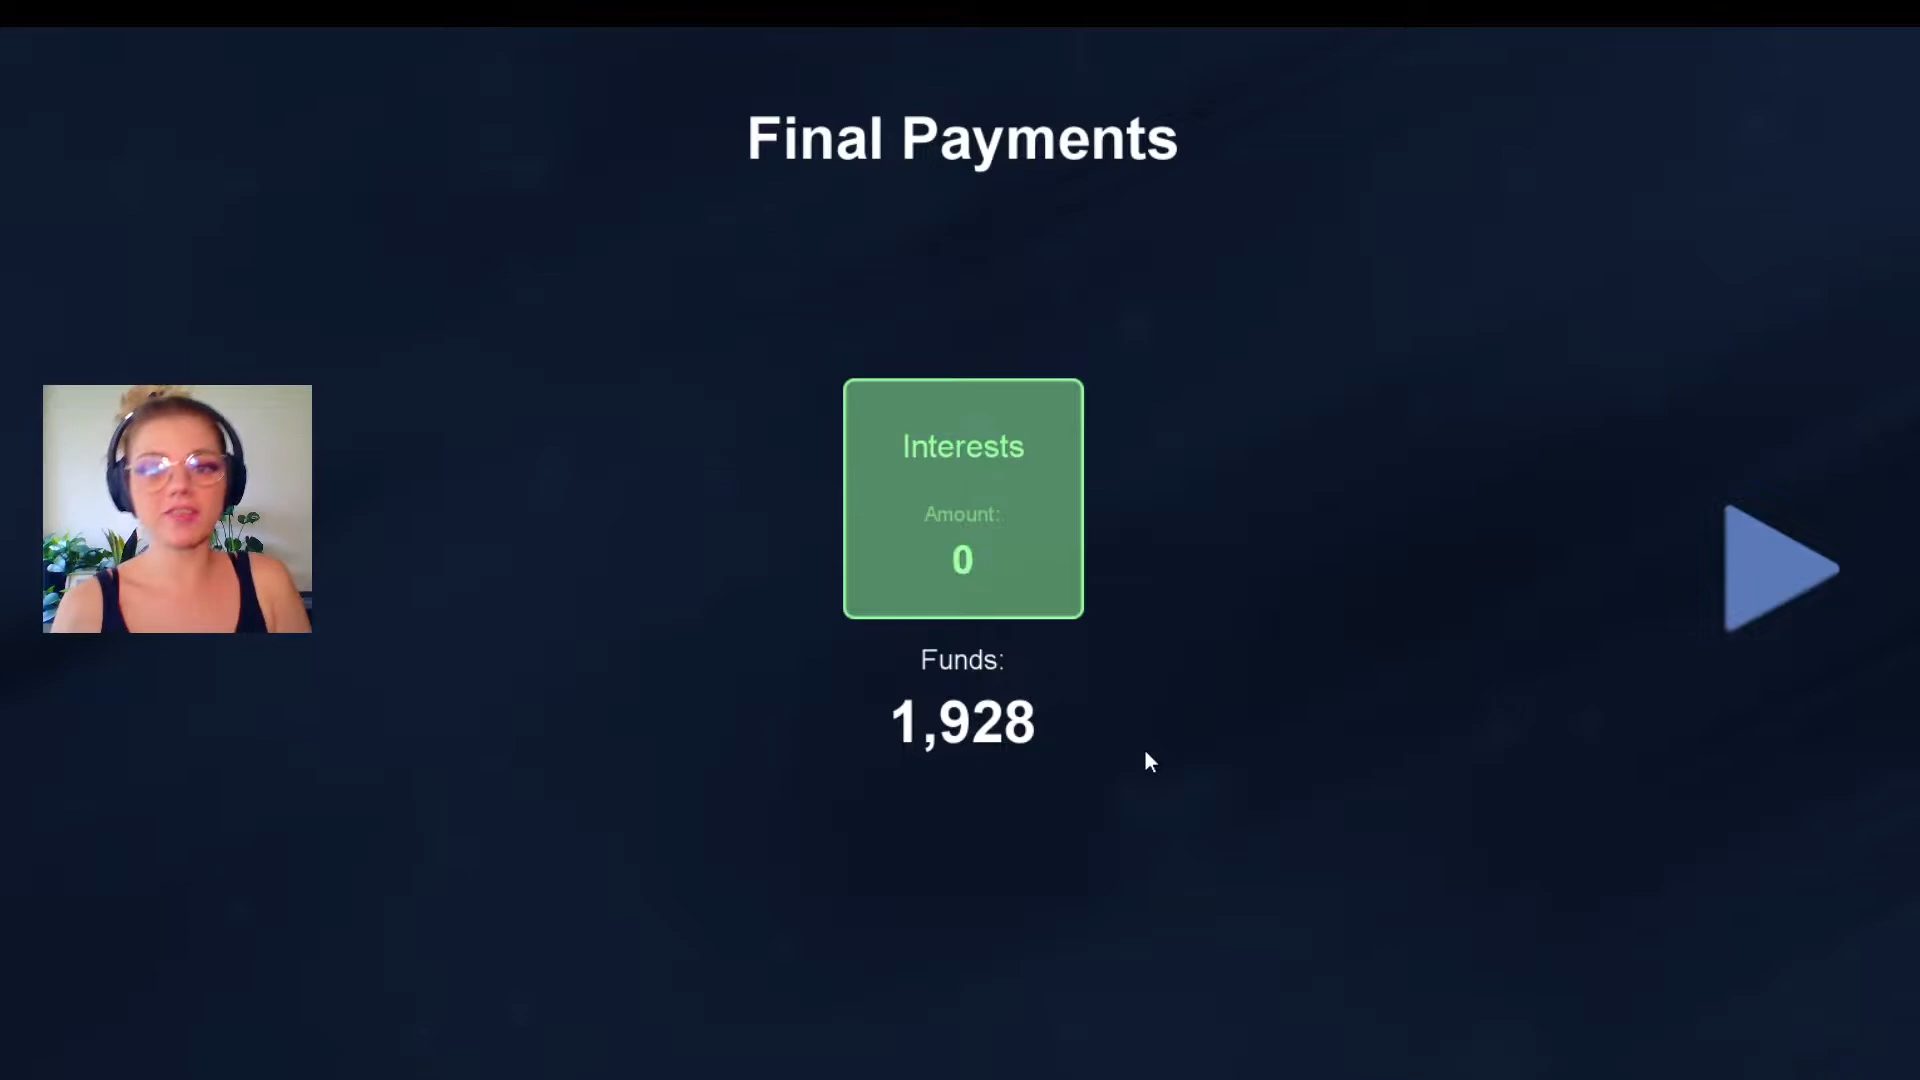 Final Payments
Interests
Amount:
0
Funds:
1,928